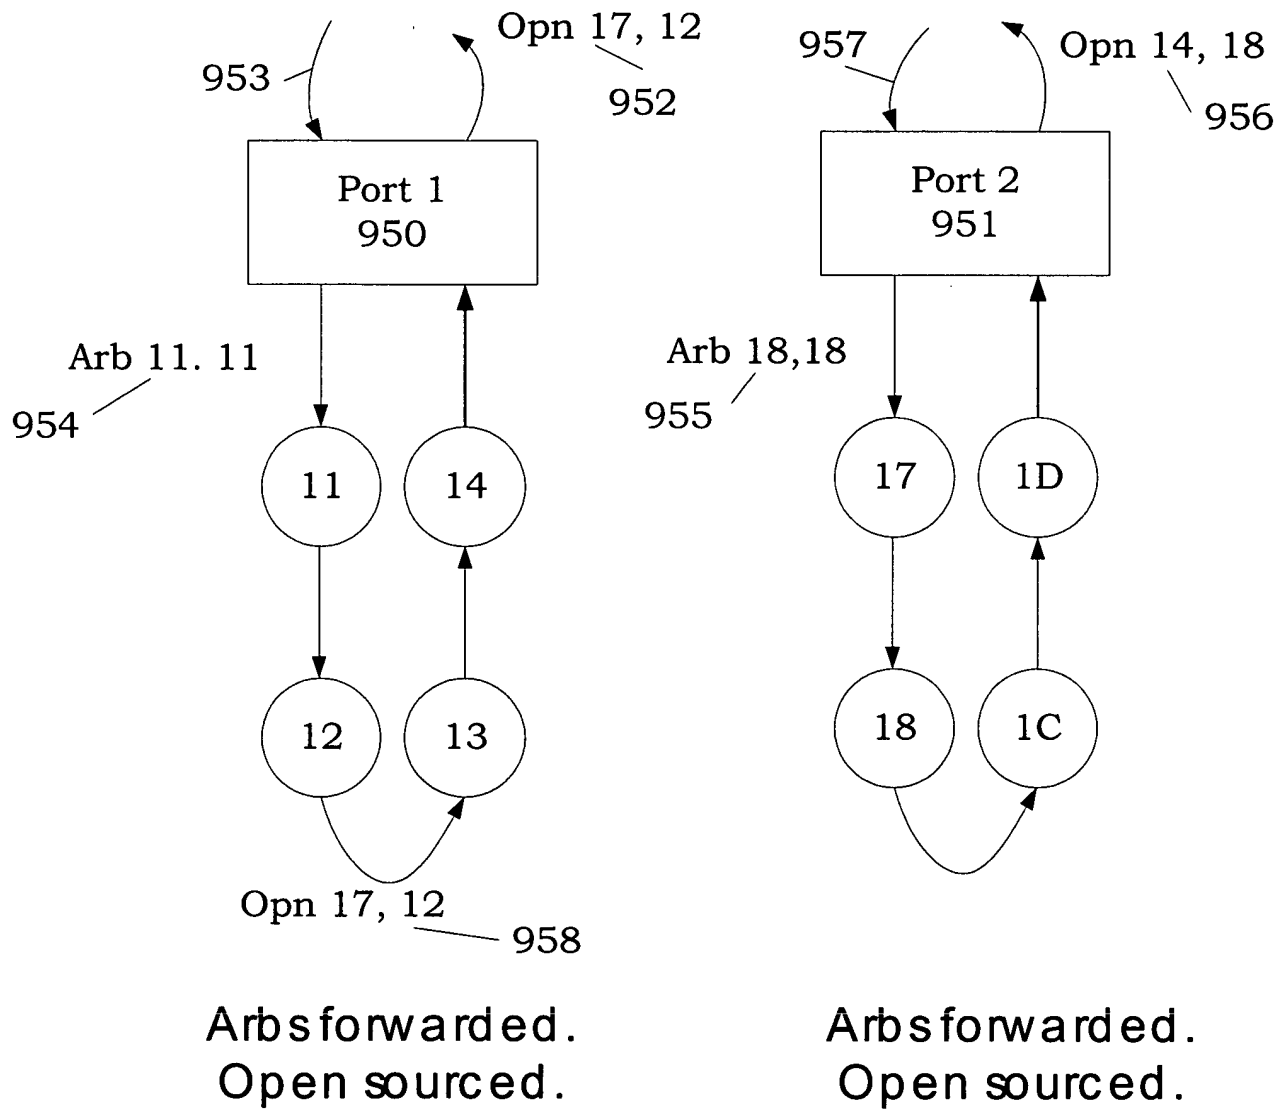 Opn 17, 12
952
953
Port 1
950
Arb 11. 11
954
11
14
12
13
Opn 17, 12
958
Arbs forwarded.
Open sourced.
957
Opn 14, 18
956
Port 2
951
Arb 18,18
955
17
1D
18
1C
Arbs forwarded.
Open sourced.